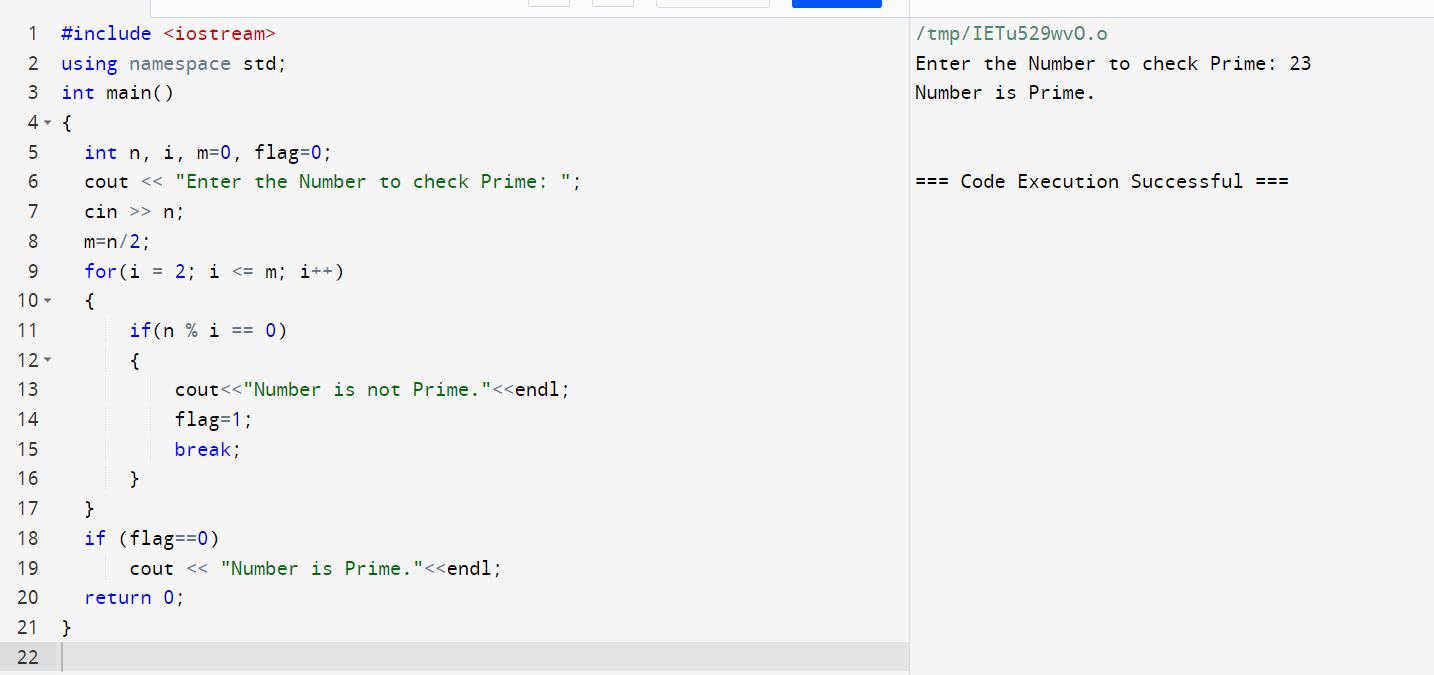 1 #include <iostream>
2 using namespace std;
3 int main()
4 {
5 int n, i, m=0, flag=0;
6 cout << "Enter the Number to check Prime: ";
7 cin >> n;
8 m=n/2;
9 for(i = 2; i <= m; i++)
10 {
11 if(n % i == 0)
12 {
13 cout<<"Number is not Prime."<<endl;
14 flag=1;
15 break;
16 }
17 }
18 if (flag==0)
19 cout << "Number is Prime."<<endl;
20 return 0;
21 }
22
/tmp/IETu529wvO.o
Enter the Number to check Prime: 23
Number is Prime.
=== Code Execution Successful ===